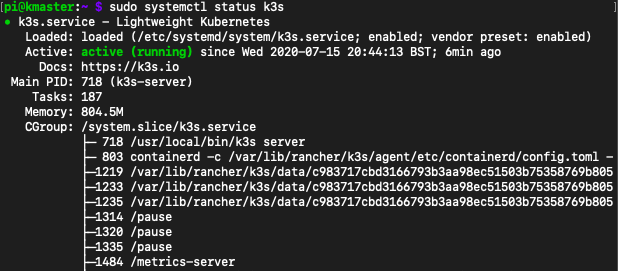 pi@kmaster:~ $ sudo systemctl status k3s
● k3s.service - Lightweight Kubernetes
Loaded: loaded (/etc/systemd/system/k3s.service; enabled; vendor preset: enabled)
Active: active (running) since Wed 2020-07-15 20:44:13 BST; 6min ago
Docs: https://k3s.io
Main PID: 718 (k3s-server)
Tasks: 187
Memory: 804.5M
CGroup: /system.slice/k3s.service
├─ 718 /usr/local/bin/k3s server
├─ 803 containerd -c /var/lib/rancher/k3s/agent/etc/containerd/config.toml -
├─1219 /var/lib/rancher/k3s/data/c983717cbd3166793b3aa98ec51503b75358769b805
├─1233 /var/lib/rancher/k3s/data/c983717cbd3166793b3aa98ec51503b75358769b805
├─1235 /var/lib/rancher/k3s/data/c983717cbd3166793b3aa98ec51503b75358769b805
├─1314 /pause
├─1320 /pause
├─1335 /pause
├─1484 /metrics-server